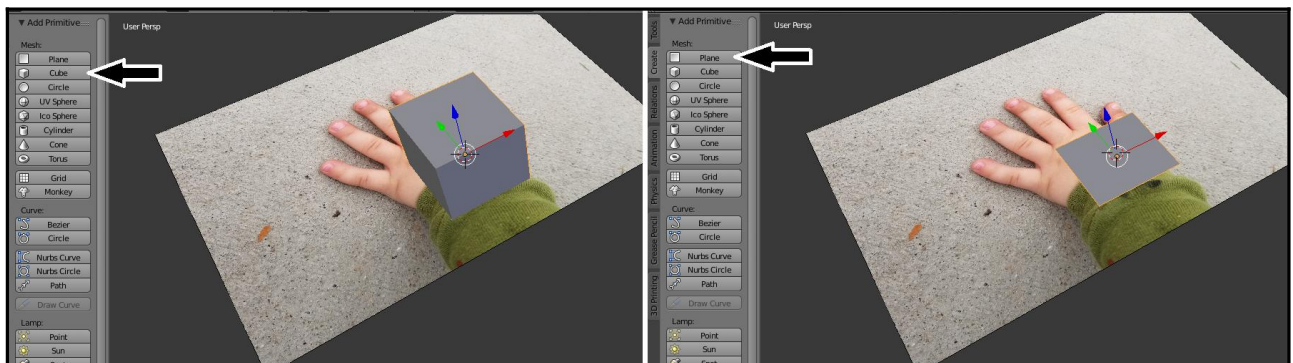 ▼ Add Primitive
User Persp
Mesh:
Plane
Cube
Circle
UV Sphere
Ico Sphere
Cylinder
Cone
Torus
Grid
Monkey
Curve:
Bezier
Circle
Nurbs Curve
Nurbs Circle
Path
Draw Curve
Lamp:
Point
Sun
Tools
Create
Relations
Animation
Physics
Grease Pencil
3D Printing
▼ Add Primitive
User Persp
Mesh:
Plane
Cube
Circle
UV Sphere
Ico Sphere
Cylinder
Cone
Torus
Grid
Monkey
Curve:
Bezier
Circle
Nurbs Curve
Nurbs Circle
Path
Draw Curve
Lamp:
Point
Sun